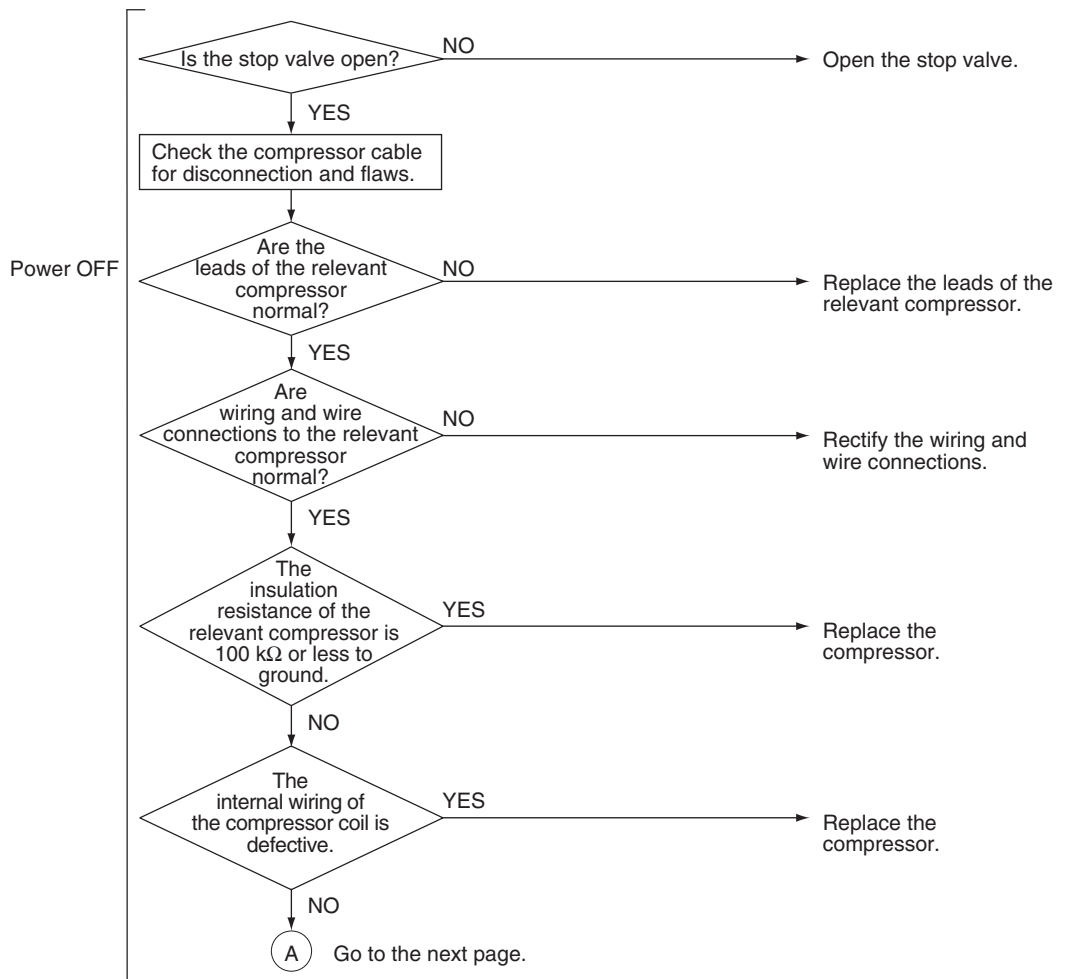 Is the stop valve open?
NO
Open the stop valve.
YES
Check the compressor cable
for disconnection and flaws.
Power OFF
Are the
leads of the relevant
compressor
normal?
NO
Replace the leads of the
relevant compressor.
YES
Are
wiring and wire
connections to the relevant
compressor
normal?
NO
Rectify the wiring and
wire connections.
YES
The
insulation
resistance of the
relevant compressor is
100 kΩ or less to
ground.
YES
Replace the
compressor.
NO
The
internal wiring of
the compressor coil is
defective.
YES
Replace the
compressor.
NO
A
Go to the next page.